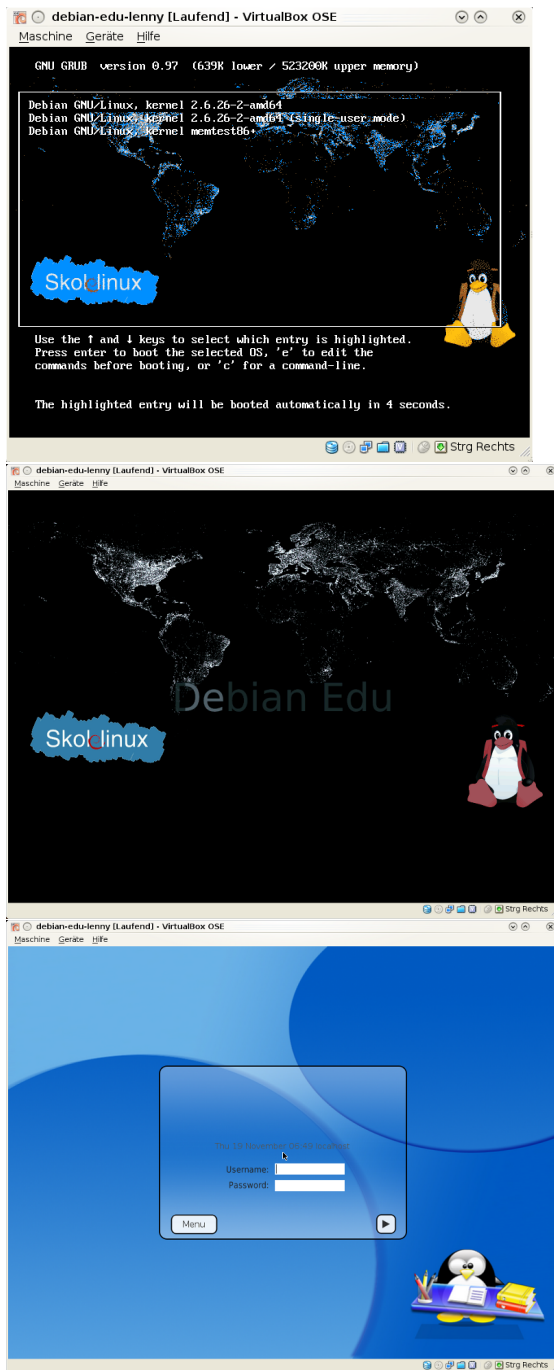 debian-edu-lenny [Laufend] - VirtualBox OSE
Maschine Geräte Hilfe
GNU GRUB version 0.97 (639K lower / 523200K upper memory)
Debian GNU/Linux, kernel 2.6.26-2-amd64
Debian GNU/Linux, kernel 2.6.26-2-amd64 (single-user mode)
Debian GNU/Linux, kernel memtest86+
Skolelinux
Use the ↑ and ↓ keys to select which entry is highlighted.
Press enter to boot the selected OS, 'e' to edit the
commands before booting, or 'c' for a command-line.
The highlighted entry will be booted automatically in 4 seconds.
Strg Rechts
debian-edu-lenny [Laufend] - VirtualBox OSE
Maschine Geräte Hilfe
Debian Edu
Skolelinux
Strg Rechts
debian-edu-lenny [Laufend] - VirtualBox OSE
Maschine Geräte Hilfe
Username:
Password:
Menu
Strg Rechts